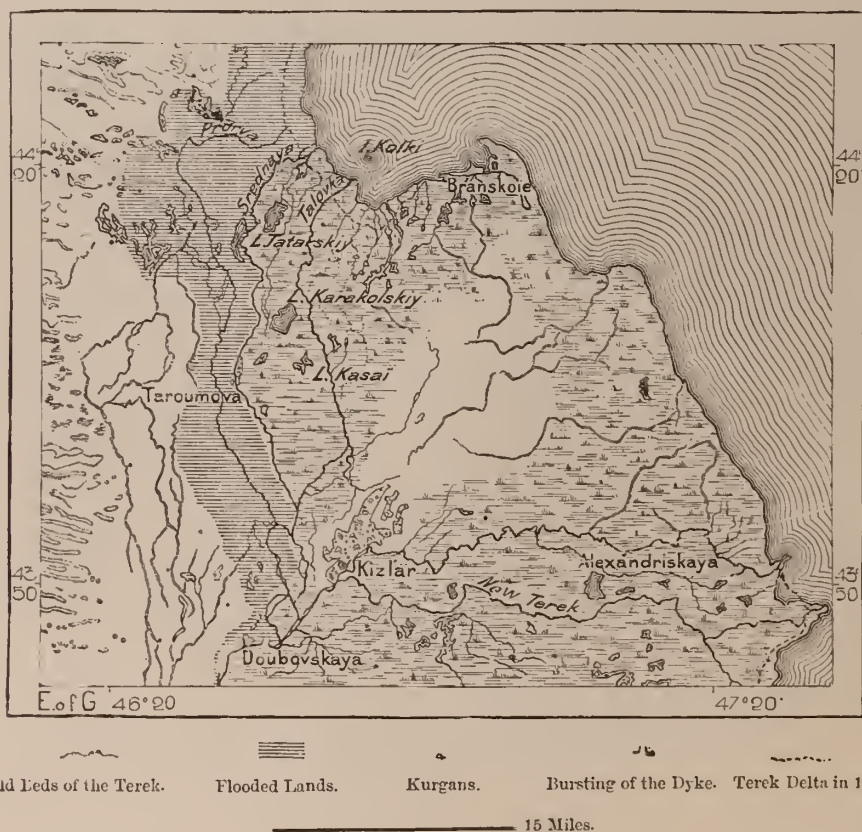 44° 20'
44° 20'
Prorva
I. Kolki
Srednaya
Talovka
Branskoie
L. Tatarskiy
L. Karakolskiy
L. Kasai
Taroumova
Kizlar
Alexandriskaya
43° 50'
43° 50'
New Terek
Doubovskaya
E. of G 46°20 47°20'
ld Beds of the Terek. Flooded Lands. Kurgans. Bursting of the Dyke. Terek Delta in 1
15 Miles.